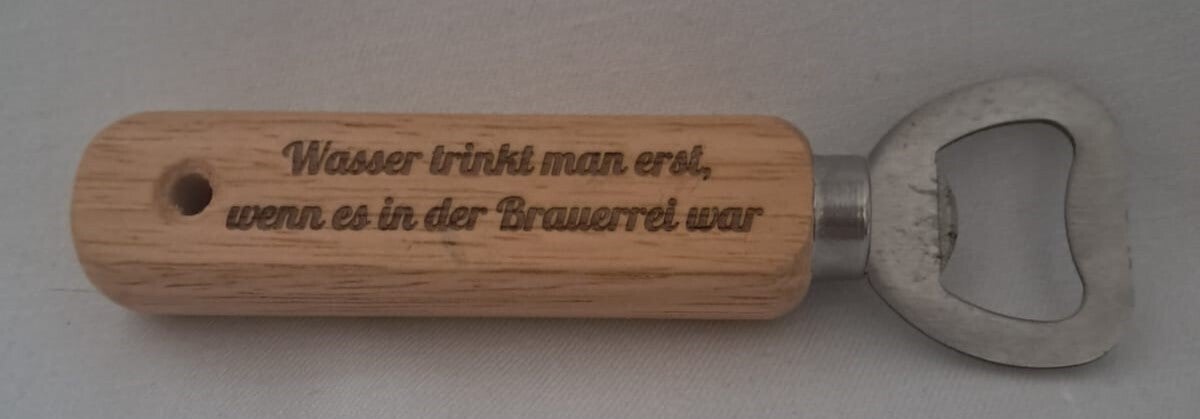 Wasser trinkt man erst,
wenn es in der Brauerrei war